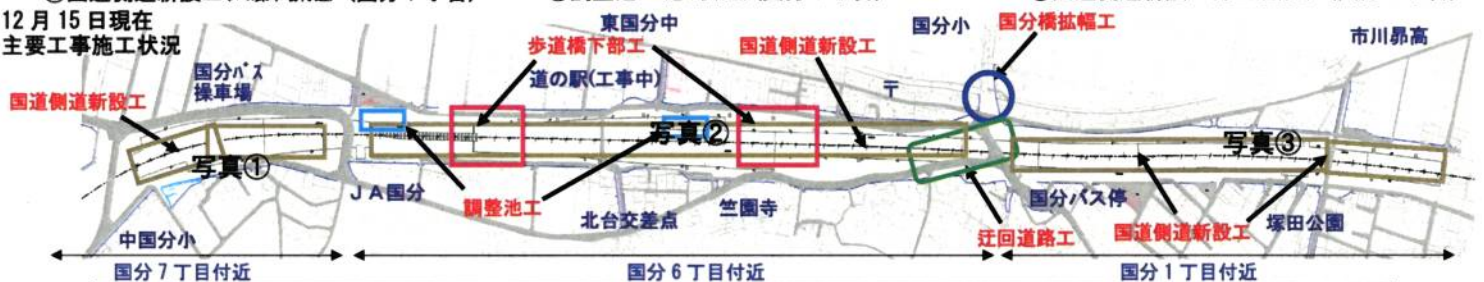 12月15日現在
主要工事施工状況
東国分中
国分小
国分橋拡幅工
市川昴高
歩道橋下部工
国道側道新設工
国分バス
操車場
道の駅(工事中)
〒
国道側道新設工
写真①
写真②
写真③
JA国分
調整池工
北台交差点
竺園寺
国分バス停
迂回道路工
国道側道新設工
塚田公園
中国分小
国分7丁目付近
国分6丁目付近
国分1丁目付近